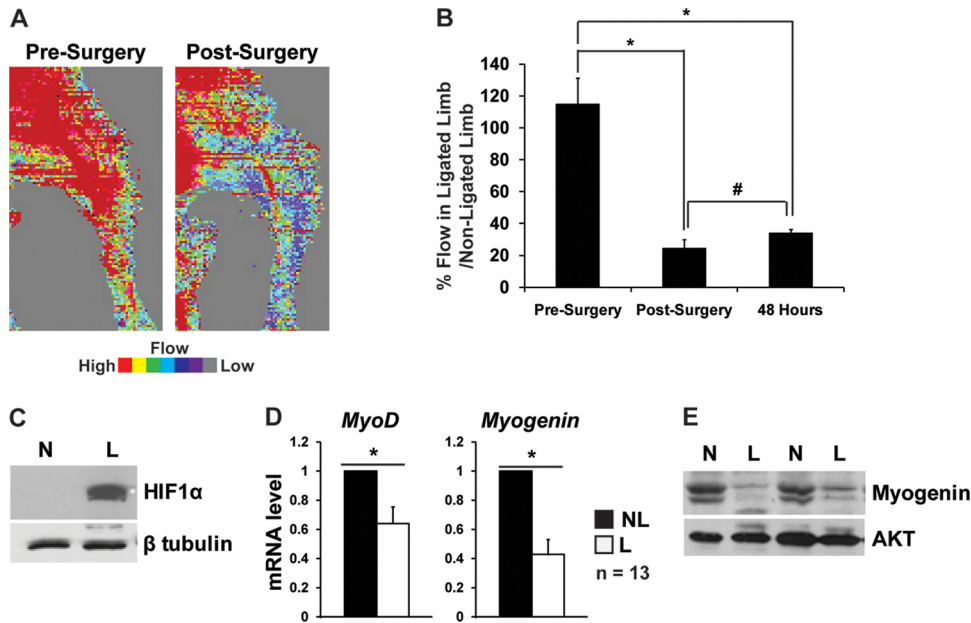 A
Pre-Surgery Post-Surgery
Flow
High Low
B
% Flow in Ligated Limb
/Non-Ligated Limb
140
120
100
80
60
40
20
0
*
*
#
Pre-Surgery Post-Surgery 48 Hours
C
N L
HIF1α
β tubulin
D
MyoD Myogenin
mRNA level
1.2
1
0.8
0.6
0.4
0.2
0
*
1.2
1
0.8
0.6
0.4
0.2
0
*
NL
L
n = 13
E
N L N L
Myogenin
AKT